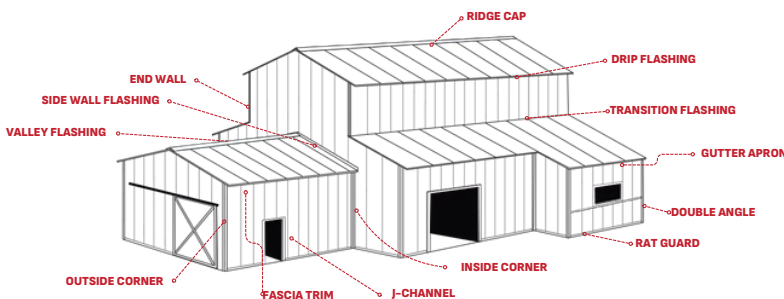 RIDGE CAP
DRIP FLASHING
END WALL
SIDE WALL FLASHING
TRANSITION FLASHING
VALLEY FLASHING
GUTTER APRON
DOUBLE ANGLE
RAT GUARD
INSIDE CORNER
OUTSIDE CORNER
FASCIA TRIM
J-CHANNEL